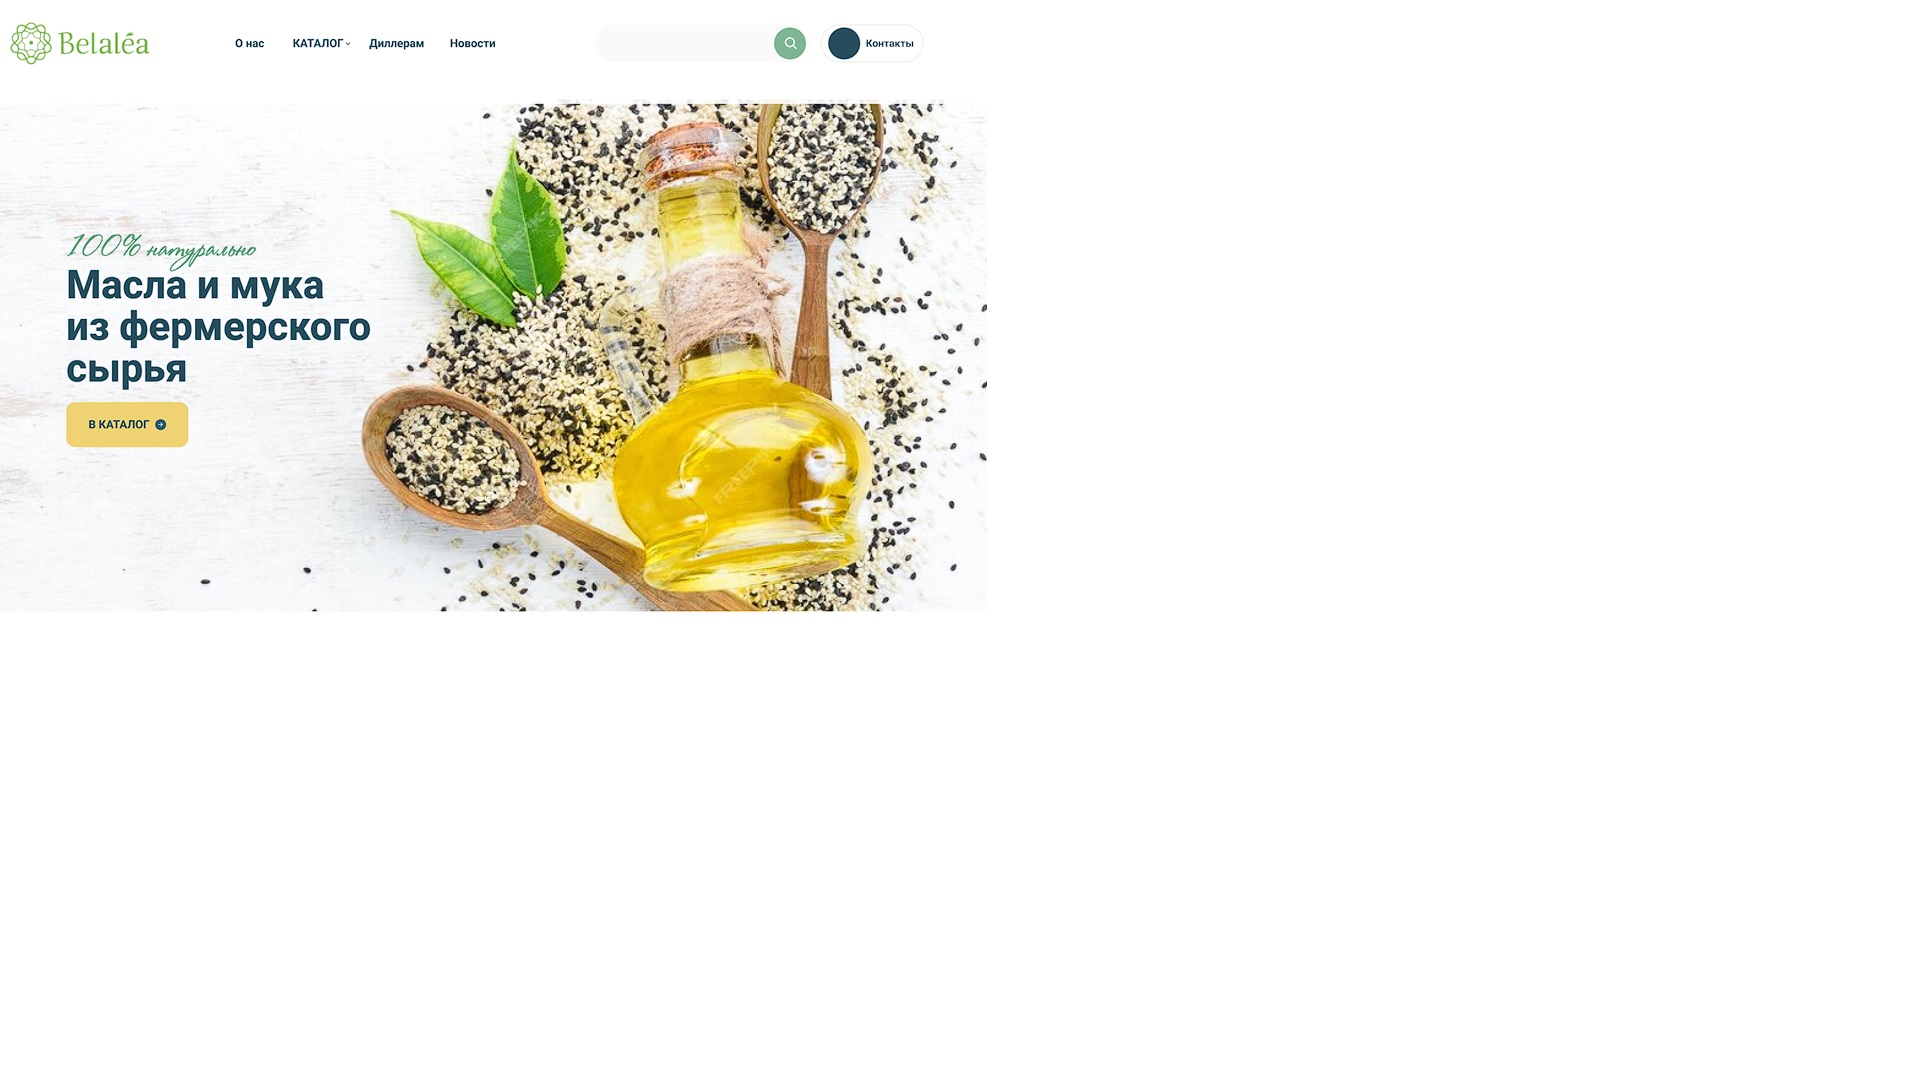 Belaléa
О нас
КАТАЛОГ
Диллерам
Новости
Контакты
100% натурально
Масла и мука
из фермерского
сырья
В КАТАЛОГ